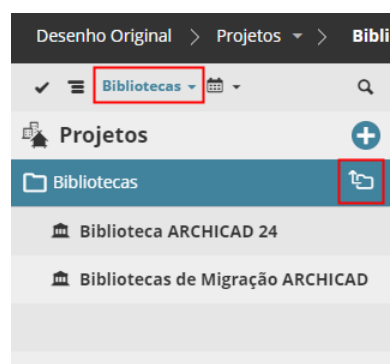 Desenho Original > Projetos > Bibli
Bibliotecas
Projetos
Bibliotecas
Biblioteca ARCHICAD 24
Bibliotecas de Migração ARCHICAD